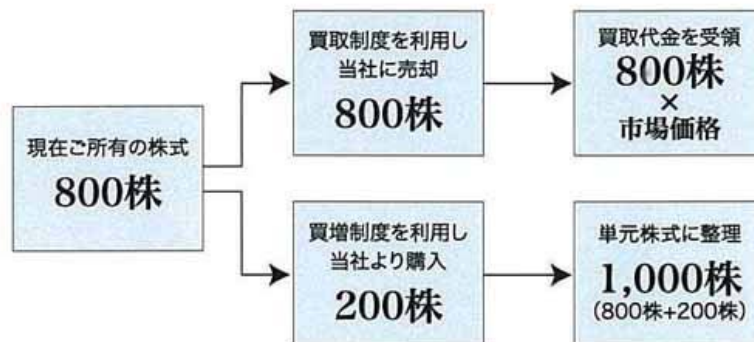 現在ご所有の株式
800株
買取制度を利用し
当社に売却
800株
買取代金を受領
800株
×
市場価格
買増制度を利用し
当社より購入
200株
単元株式に整理
1,000株
(800株+200株)